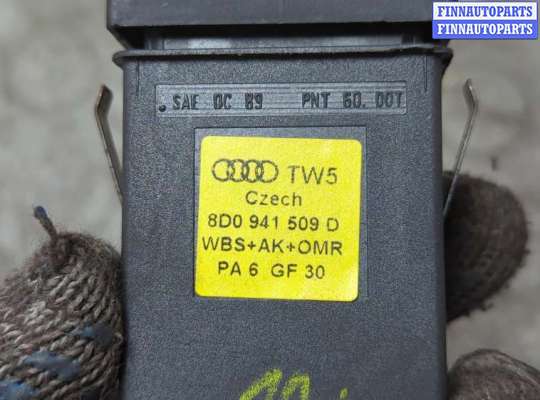 FINNAUTOPARTS
FINNAUTOPARTS
.SAE OC 89 PNT 60.00T
TW5
Czech
8D0 941 509 D
WBS+AK+OMR
PA 6 GF 30